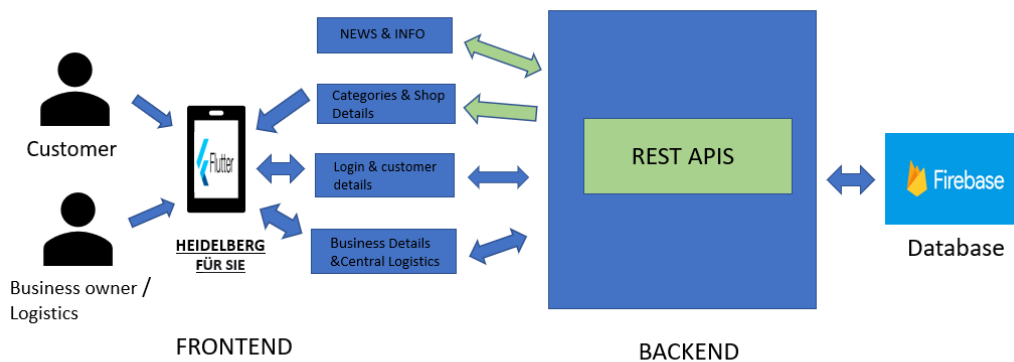 NEWS & INFO
Categories & Shop
Details
Customer
Flutter
REST APIS
Login & customer
details
Firebase
HEIDELBERG
FÜR SIE
Business Details
&Central Logistics
Database
Business owner /
Logistics
FRONTEND
BACKEND